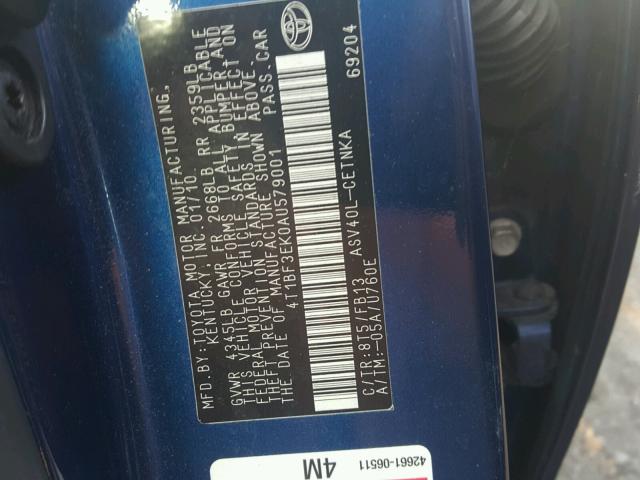 MFD.BY:TOYOTA MOTOR MANUFACTURING,
KENTUCKY, INC. 01/10.
GVWR 4345LB GAWR FR 2668LB RR 2359LB
THIS VEHICLE CONFORMS TO ALL APPLICABLE
FEDERAL MOTOR VEHICLE SAFETY, BUMPER, AND
THEFT PREVENTION STANDARDS IN EFFECT ON
THE DATE OF MANUFACTURE SHOWN ABOVE.
4T1BF3EK0AU579001 PASS. CAR
C/TR:8T5/FB13 ASV40L-CETNKA
A/TM:-05A/U760E
69204
42661-06511
4M